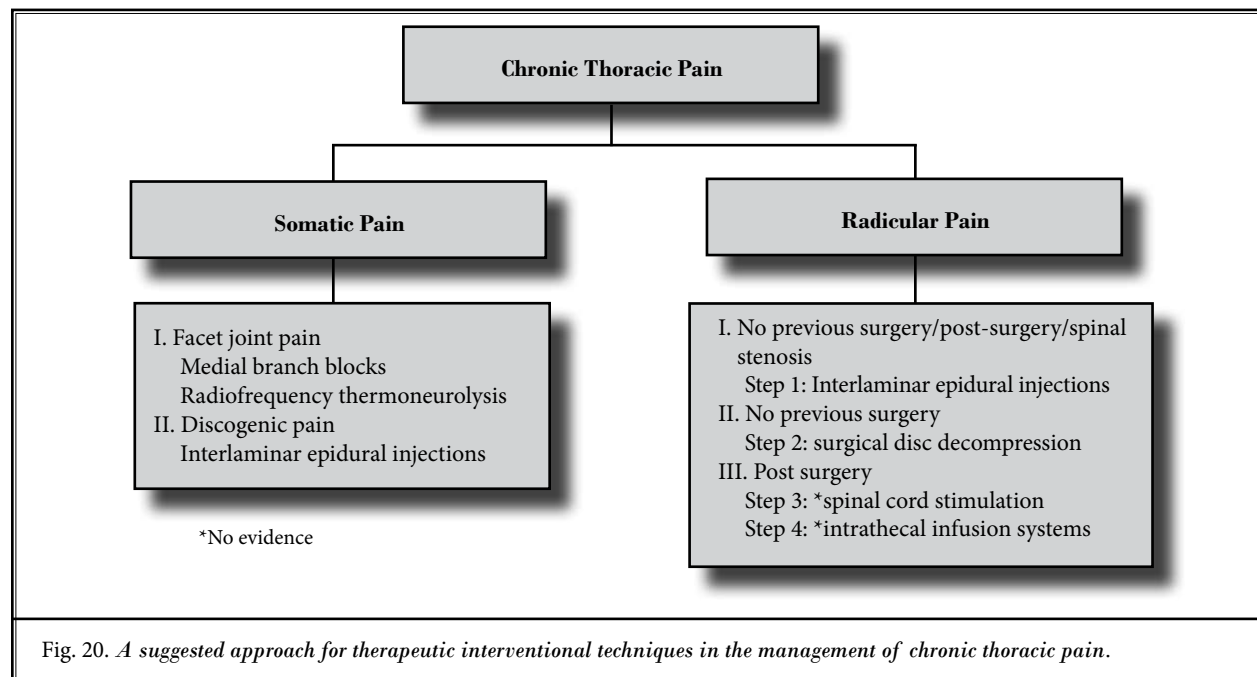 Chronic Thoracic Pain
Somatic Pain
I. Facet joint pain
Medial branch blocks
Radiofrequency thermoneurolysis
II. Discogenic pain
Interlaminar epidural injections
*No evidence
Radicular Pain
I. No previous surgery/post-surgery/spinal
stenosis
Step 1: Interlaminar epidural injections
II. No previous surgery
Step 2: surgical disc decompression
III. Post surgery
Step 3: *spinal cord stimulation
Step 4: *intrathecal infusion systems
Fig. 20. A suggested approach for therapeutic interventional techniques in the management of chronic thoracic pain.